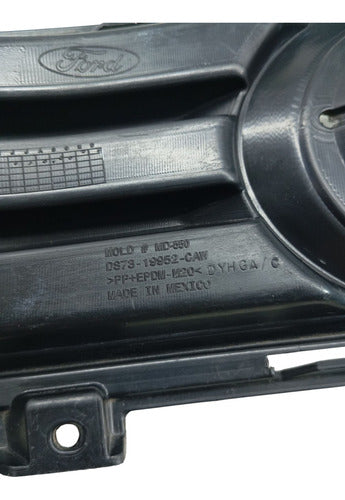 Ford
MOLD # MD-550
DS73-19952-CAW
>PP+EPDM-M20< DYHGA/C
MADE IN MEXICO